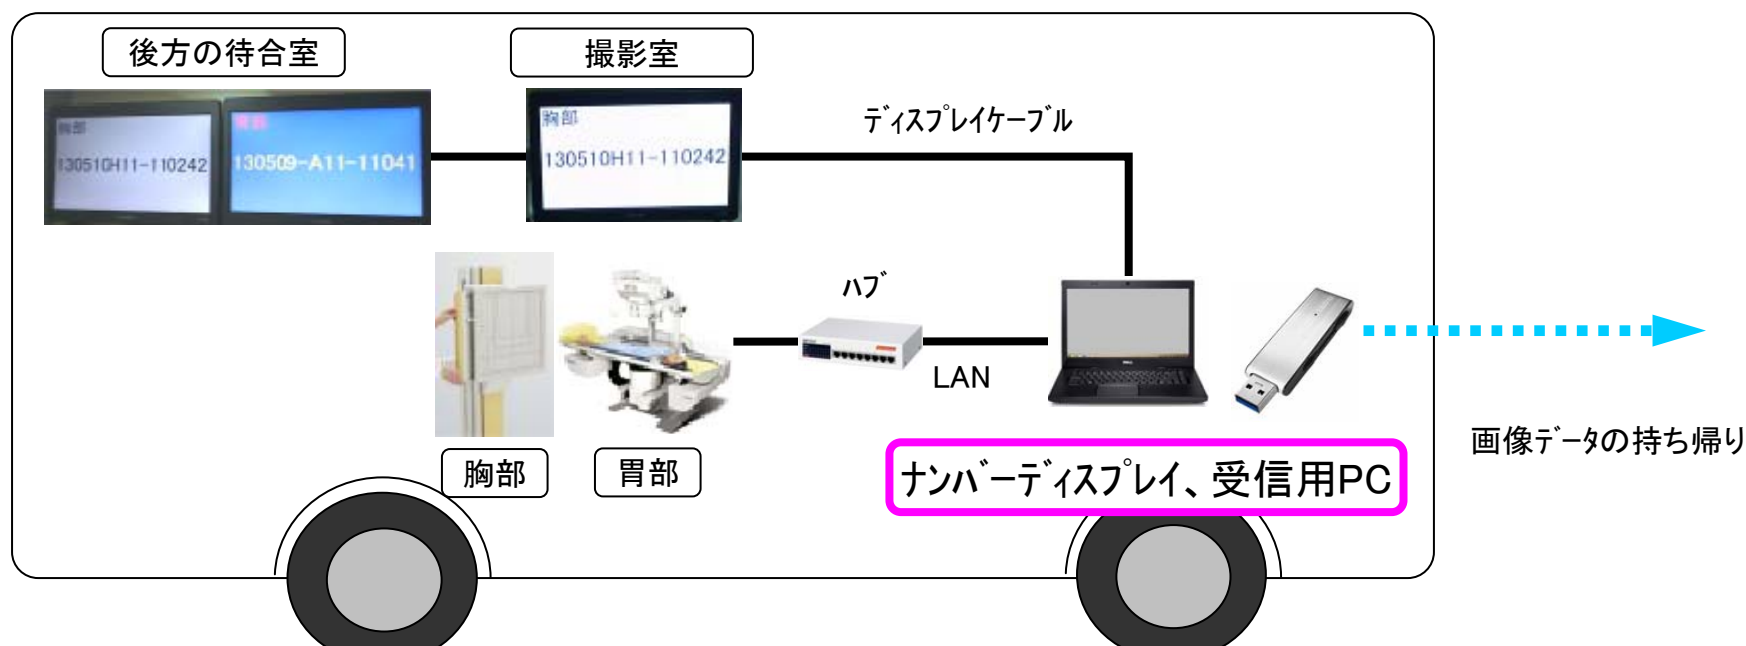 後方の待合室
撮影室
胸部
130510H11-110242
胃部
130509-A11-11041
胸部
130510H11-110242
ﾃﾞｨｽﾌﾟﾚｲｹｰﾌﾞﾙ
ﾊﾌﾞ
LAN
胸部
胃部
ﾅﾝﾊﾞｰﾃﾞｨｽﾌﾟﾚｲ、受信用PC
画像ﾃﾞｰﾀの持ち帰り